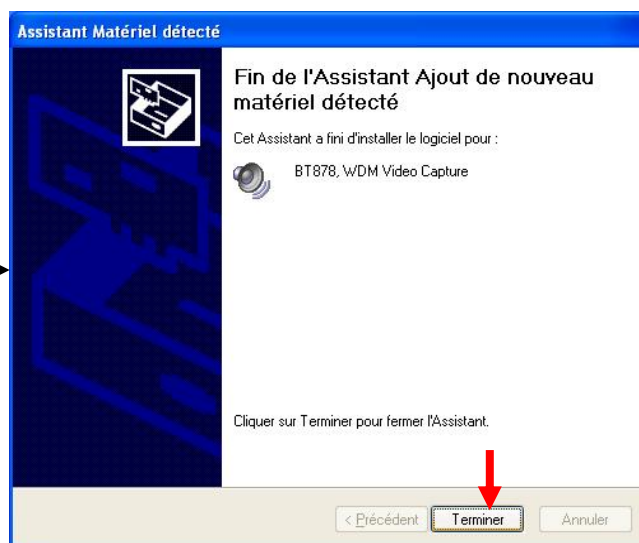 Assistant Matériel détecté
Fin de l'Assistant Ajout de nouveau
matériel détecté
Cet Assistant a fini d'installer le logiciel pour :
BT878, WDM Video Capture
Cliquer sur Terminer pour fermer l'Assistant.
< Précédent Terminer Annuler